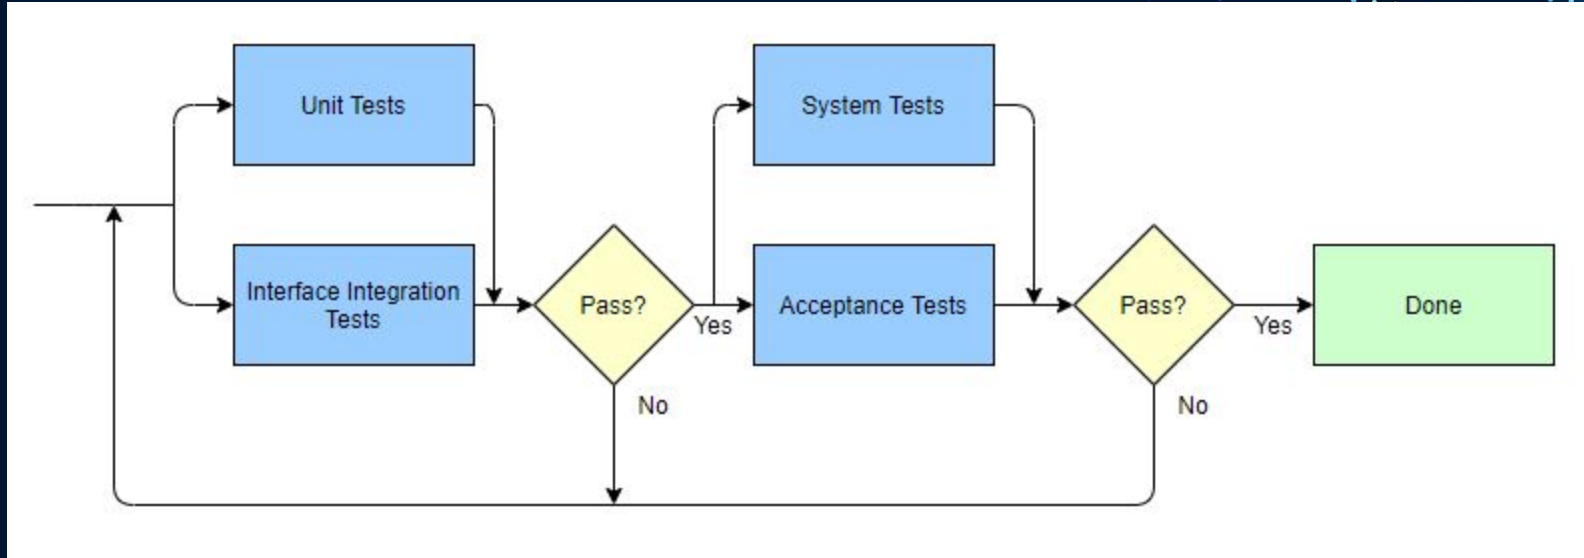 Unit Tests
System Tests
Interface Integration
Tests
Pass?
Yes
Acceptance Tests
Pass?
Yes
Done
No
No